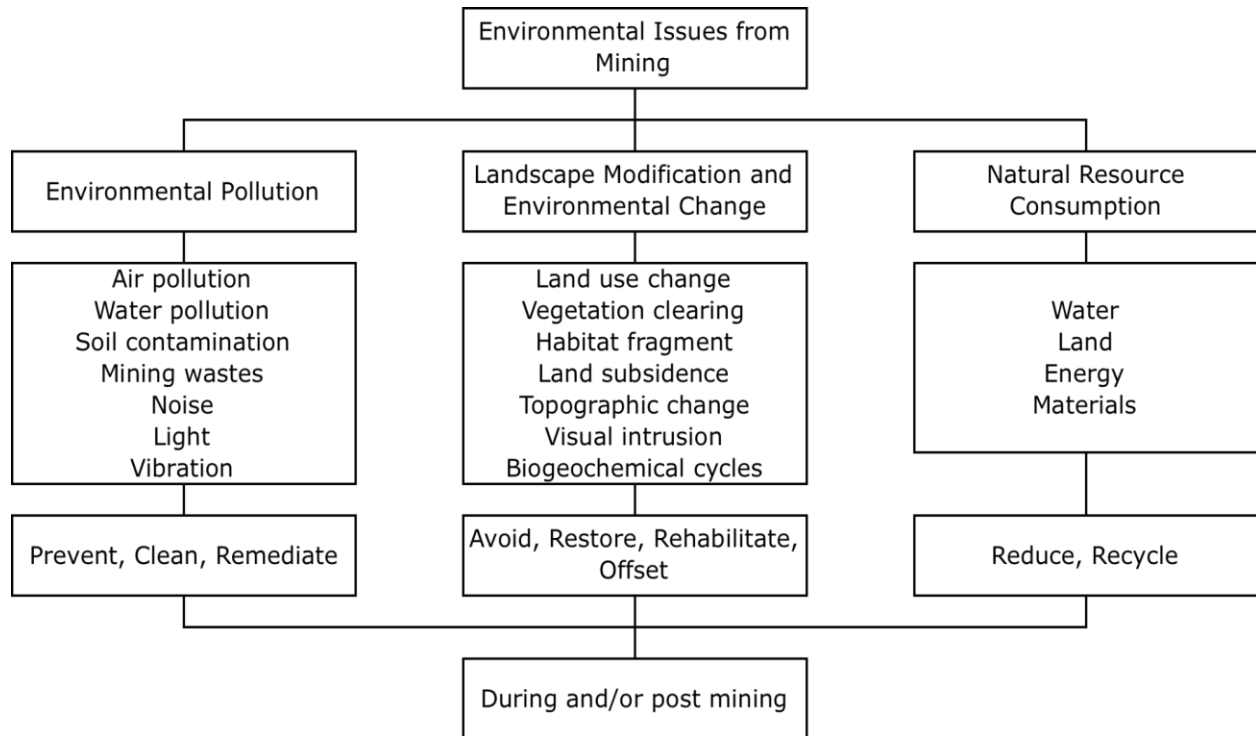 Environmental Issues from
Mining
Environmental Pollution
Landscape Modification and
Environmental Change
Natural Resource
Consumption
Air pollution
Water pollution
Soil contamination
Mining wastes
Noise
Light
Vibration
Land use change
Vegetation clearing
Habitat fragment
Land subsidence
Topographic change
Visual intrusion
Biogeochemical cycles
Water
Land
Energy
Materials
Prevent, Clean, Remediate
Avoid, Restore, Rehabilitate,
Offset
Reduce, Recycle
During and/or post mining